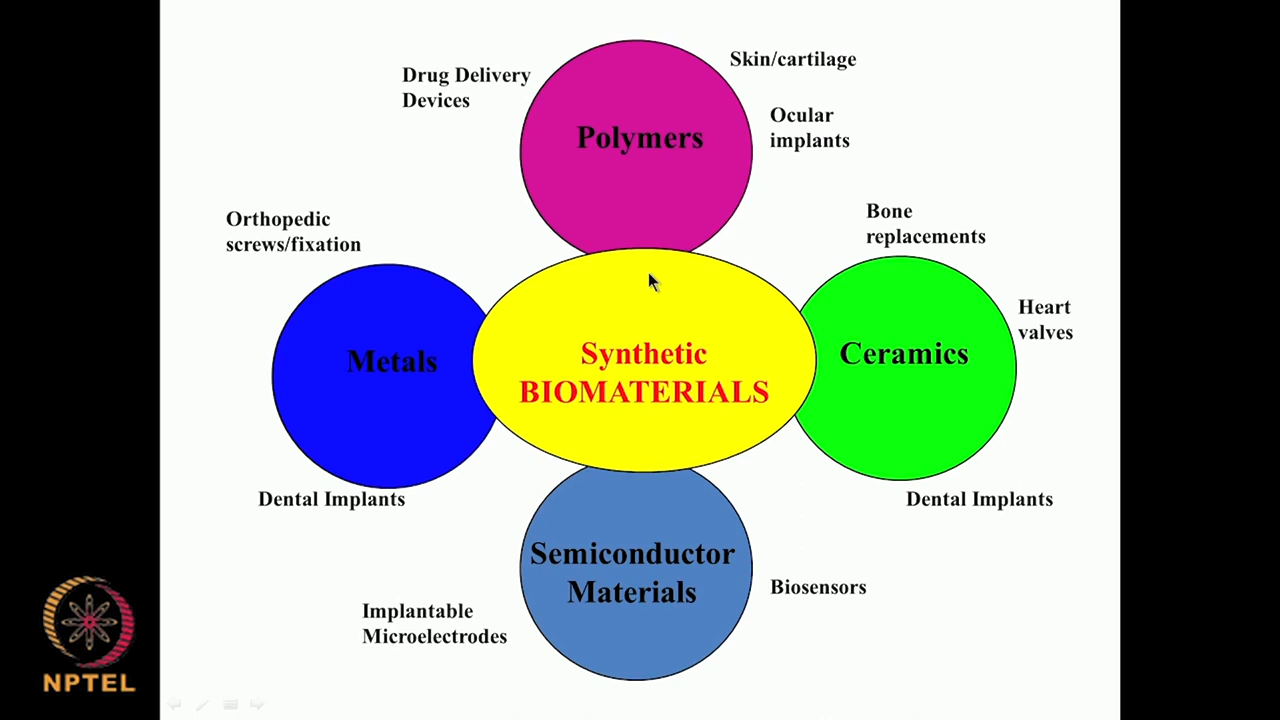 Drug Delivery
Devices
Skin/cartilage
Ocular
implants
Polymers
Orthopedic
screws/fixation
Bone
replacements
Heart
valves
Metals
Synthetic
BIOMATERIALS
Ceramics
Dental Implants
Dental Implants
Semiconductor
Materials
Biosensors
Implantable
Microelectrodes
NPTEL